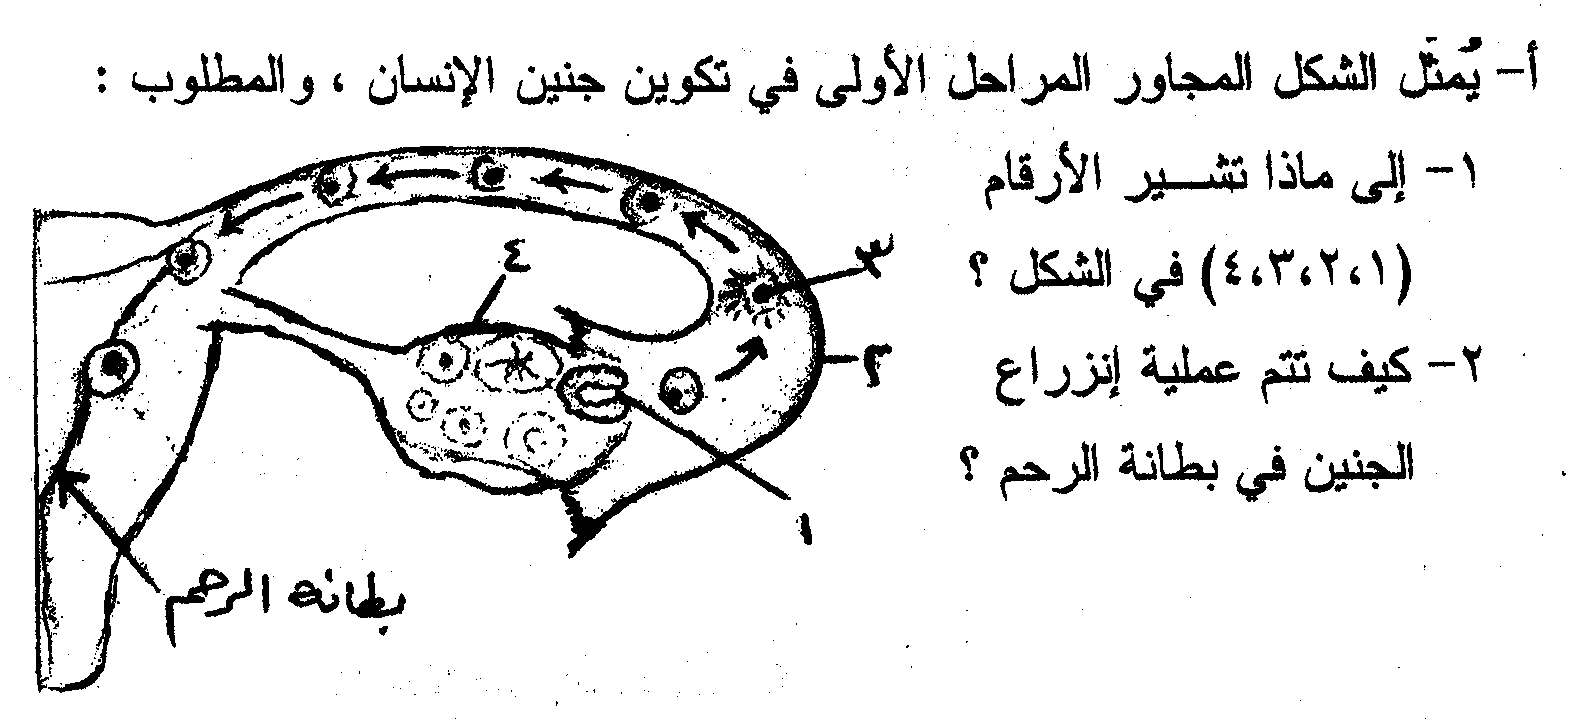 أ- يُمثّل الشكل المجاور المراحل الأولى في تكوين جنين الإنسان ، والمطلوب :
١- إلى ماذا تشير الأرقام
(٤،٣،٢،١) في الشكل ؟
٢- كيف تتم عملية إنزراع
الجنين في بطانة الرحم ؟
٤
٣
٢
١
بطانة الرحم